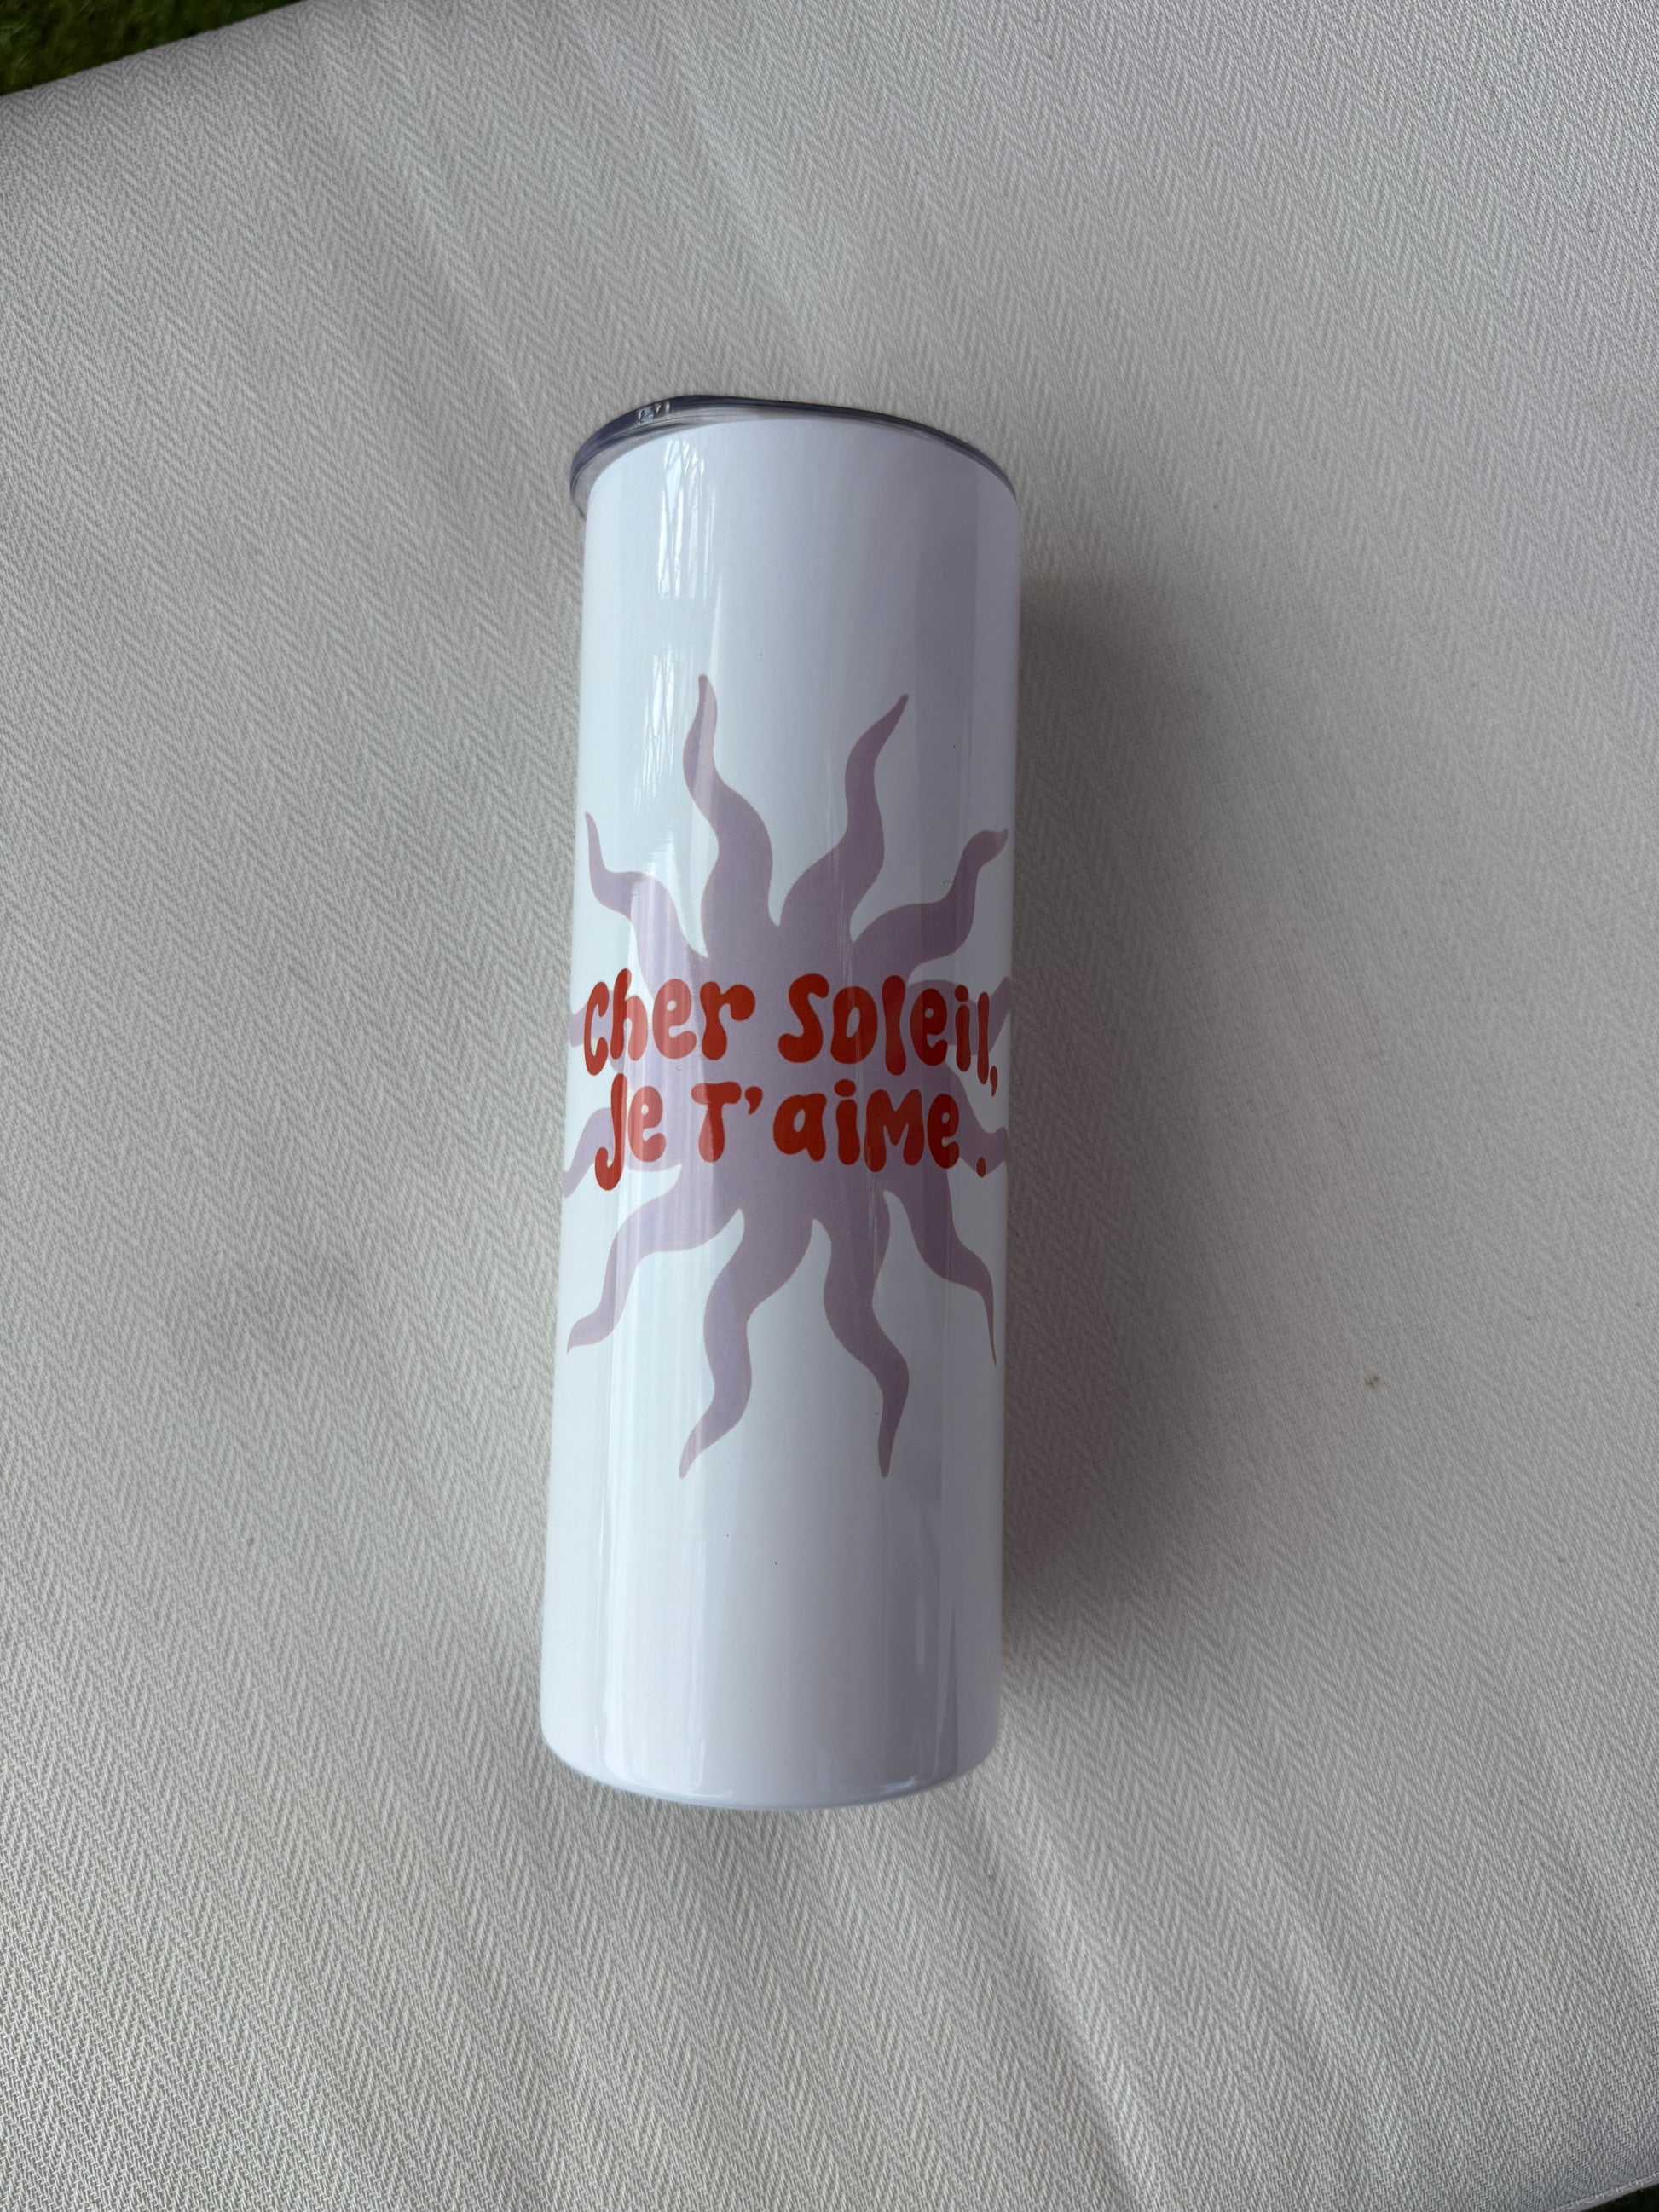 Cher Soleil,
Je T'aime.